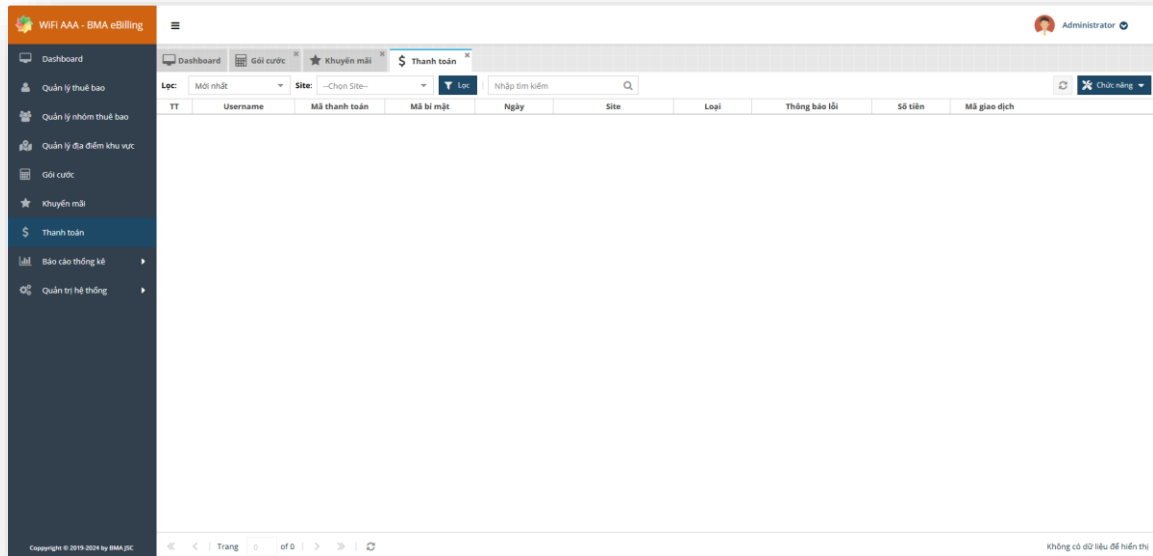 WiFi AAA - BMA eBilling
Administrator
Dashboard
Quản lý thuê bao
Quản lý nhóm thuê bao
Quản lý địa điểm khu vực
Gói cước
Khuyến mãi
Thanh toán
Báo cáo thống kê
Quản trị hệ thống
Coppyright © 2019-2024 by BMA JSC
Dashboard Gói cước Khuyến mãi Thanh toán
Lọc: Mới nhất Site: --Chọn Site-- Lọc Nhập tìm kiếm Chức năng
TT Username Mã thanh toán Mã bí mật Ngày Site Loại Thông báo lỗi Số tiền Mã giao dịch
Trang 0 of 0 Không có dữ liệu để hiển thị